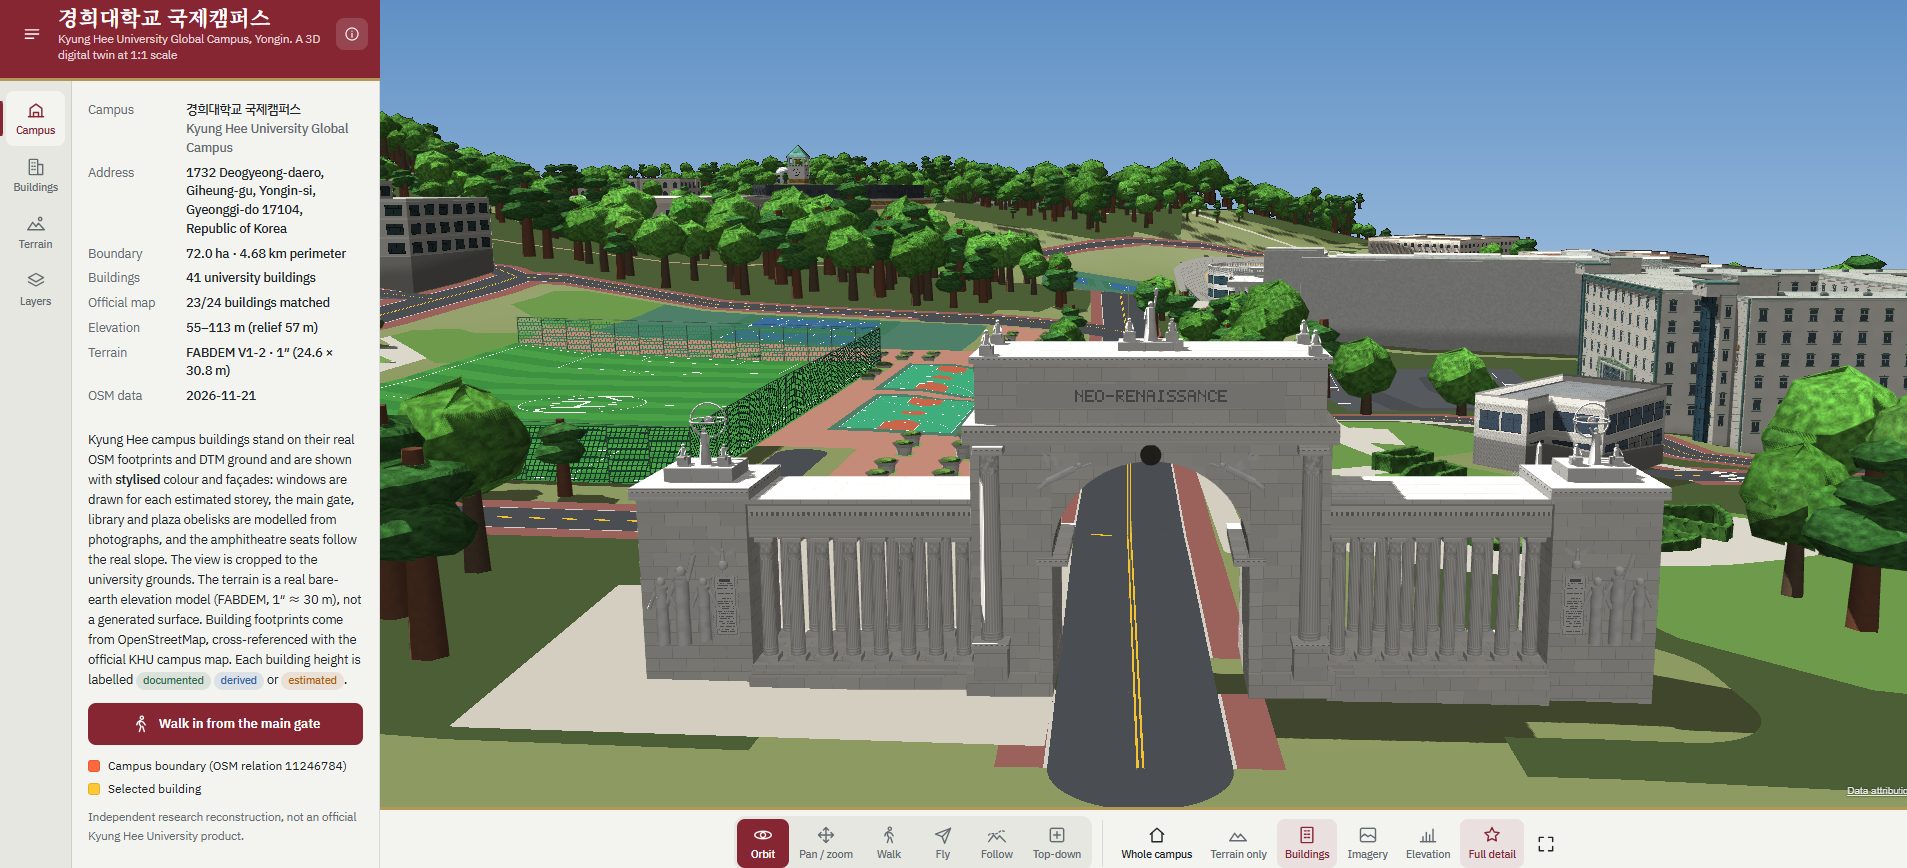 경희대학교 국제캠퍼스
Kyung Hee University Global Campus, Yongin. A 3D
digital twin at 1:1 scale
Campus
Buildings
Terrain
Layers
Campus 경희대학교 국제캠퍼스
Kyung Hee University Global
Campus
Address 1732 Deogyeong-daero,
Giheung-gu, Yongin-si,
Gyeonggi-do 17104,
Republic of Korea
Boundary 72.0 ha · 4.68 km perimeter
Buildings 41 university buildings
Official map 23/24 buildings matched
Elevation 55–113 m (relief 57 m)
Terrain FABDEM V1-2 · 1″ (24.6 ×
30.8 m)
OSM data 2026-11-21
Kyung Hee campus buildings stand on their real
OSM footprints and DTM ground and are shown
with stylised colour and façades: windows are
drawn for each estimated storey, the main gate,
library and plaza obelisks are modelled from
photographs, and the amphitheatre seats follow
the real slope. The view is cropped to the
university grounds. The terrain is a real bare-
earth elevation model (FABDEM, 1″ ≈ 30 m), not
a generated surface. Building footprints come
from OpenStreetMap, cross-referenced with the
official KHU campus map. Each building height is
labelled documented derived or estimated.
Walk in from the main gate
Campus boundary (OSM relation 11246784)
Selected building
Independent research reconstruction, not an official
Kyung Hee University product.
NEO-RENAISSANCE
Data attributio
Orbit
Pan / zoom
Walk
Fly
Follow
Top-down
Whole campus
Terrain only
Buildings
Imagery
Elevation
Full detail